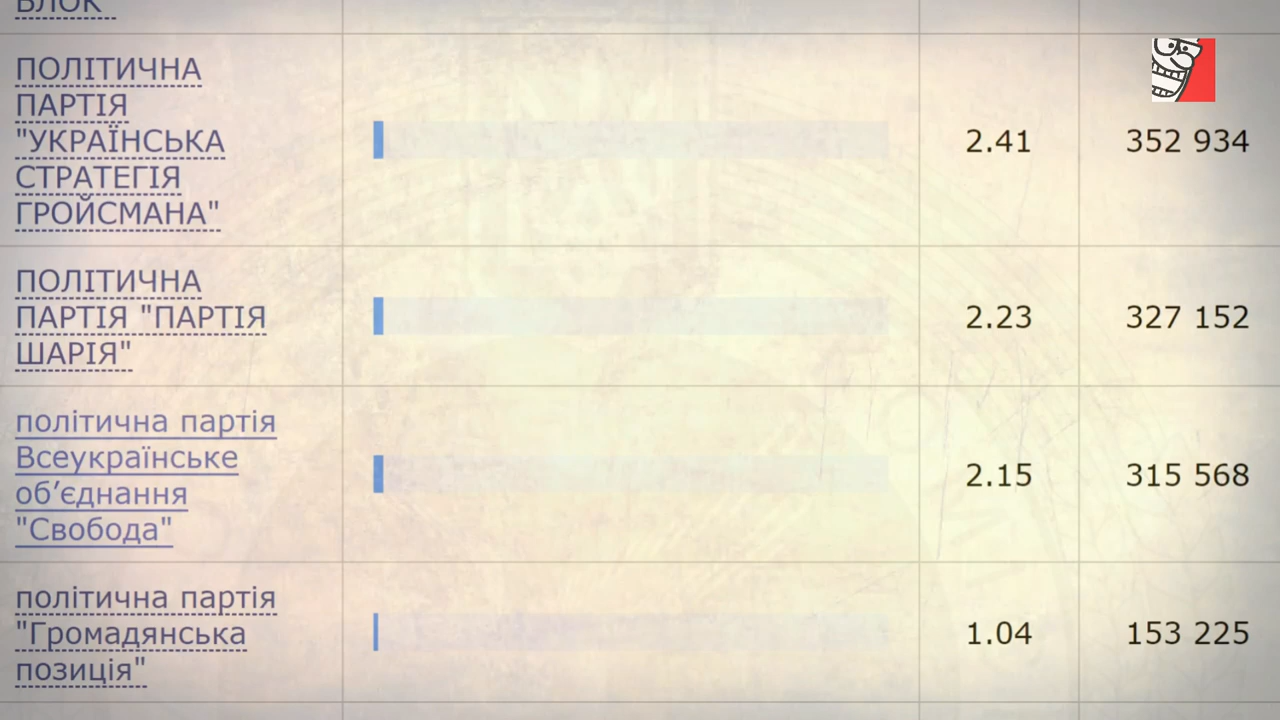 БЛОК
ПОЛІТИЧНА
ПАРТІЯ
"УКРАЇНСЬКА
СТРАТЕГІЯ
ГРОЙСМАНА"
2.41
352 934
ПОЛІТИЧНА
ПАРТІЯ "ПАРТІЯ
ШАРІЯ"
2.23
327 152
політична партія
Всеукраїнське
об’єднання
"Свобода"
2.15
315 568
політична партія
"Громадянська
позиція"
1.04
153 225